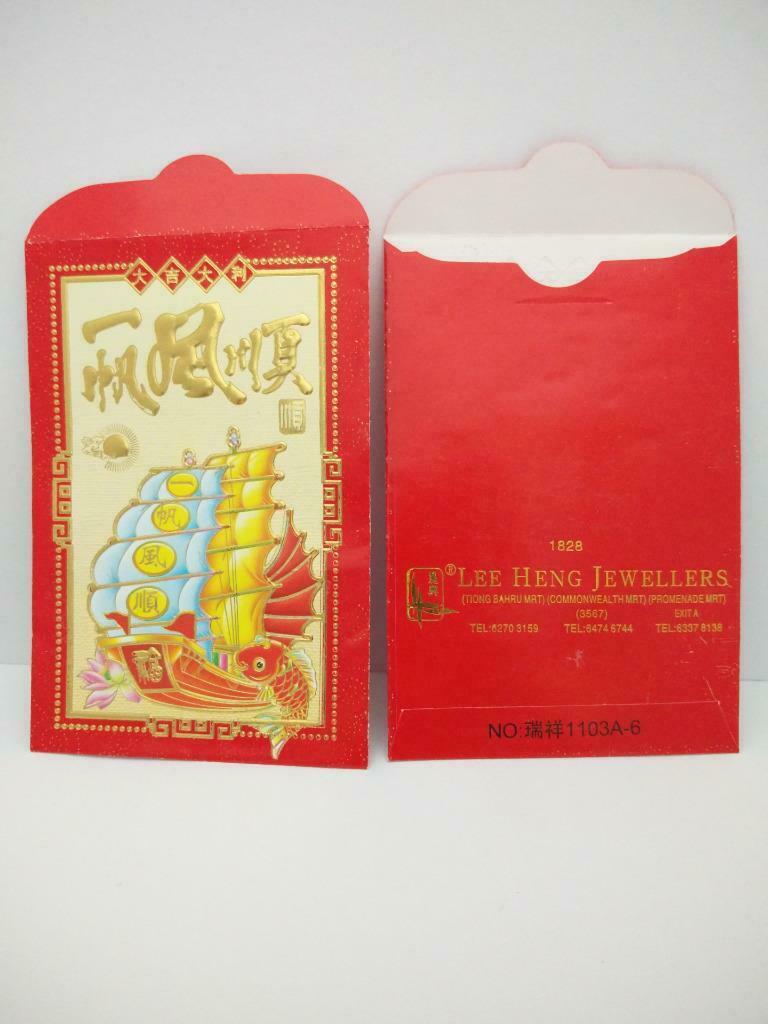 大吉大利
一帆風順
順
一
帆
風
順
福
1828
® LEE HENG JEWELLERS
(TIONG BAHRU MRT) (COMMONWEALTH MRT) (PROMENADE MRT)
(3567) EXIT A
TEL:6270 3159 TEL:6474 6744 TEL:6337 8138
NO:瑞祥1103A-6